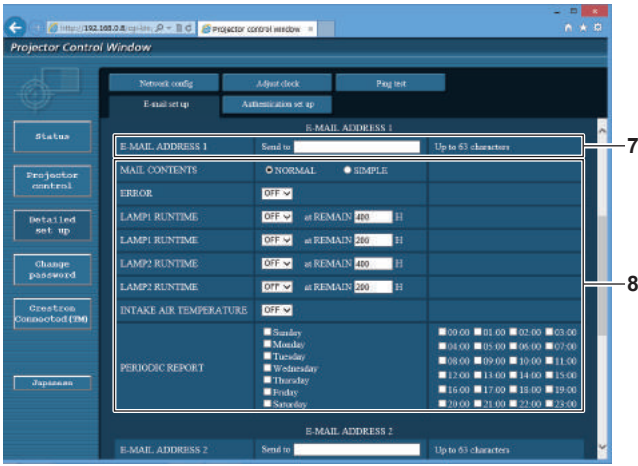 http://192.168.0.8/cgi-bin/
Projector control window
Projector Control Window
Network config Adjust clock Ping test
E-mail set up Authentication set up
Status
Projector control
Detailed set up
Change password
Crestron Connected(TM)
Japanese
E-MAIL ADDRESS 1
E-MAIL ADDRESS 1 Send to Up to 63 characters
7
MAIL CONTENTS NORMAL SIMPLE
ERROR OFF
LAMP1 RUNTIME OFF at REMAIN 400 H
LAMP1 RUNTIME OFF at REMAIN 200 H
LAMP2 RUNTIME OFF at REMAIN 400 H
LAMP2 RUNTIME OFF at REMAIN 200 H
8
INTAKE AIR TEMPERATURE OFF
PERIODIC REPORT
Sunday 00:00 01:00 02:00 03:00
Monday 04:00 05:00 06:00 07:00
Tuesday 08:00 09:00 10:00 11:00
Wednesday 12:00 13:00 14:00 15:00
Thursday 16:00 17:00 18:00 19:00
Friday 20:00 21:00 22:00 23:00
Saturday
E-MAIL ADDRESS 2
E-MAIL ADDRESS 2 Send to Up to 63 characters